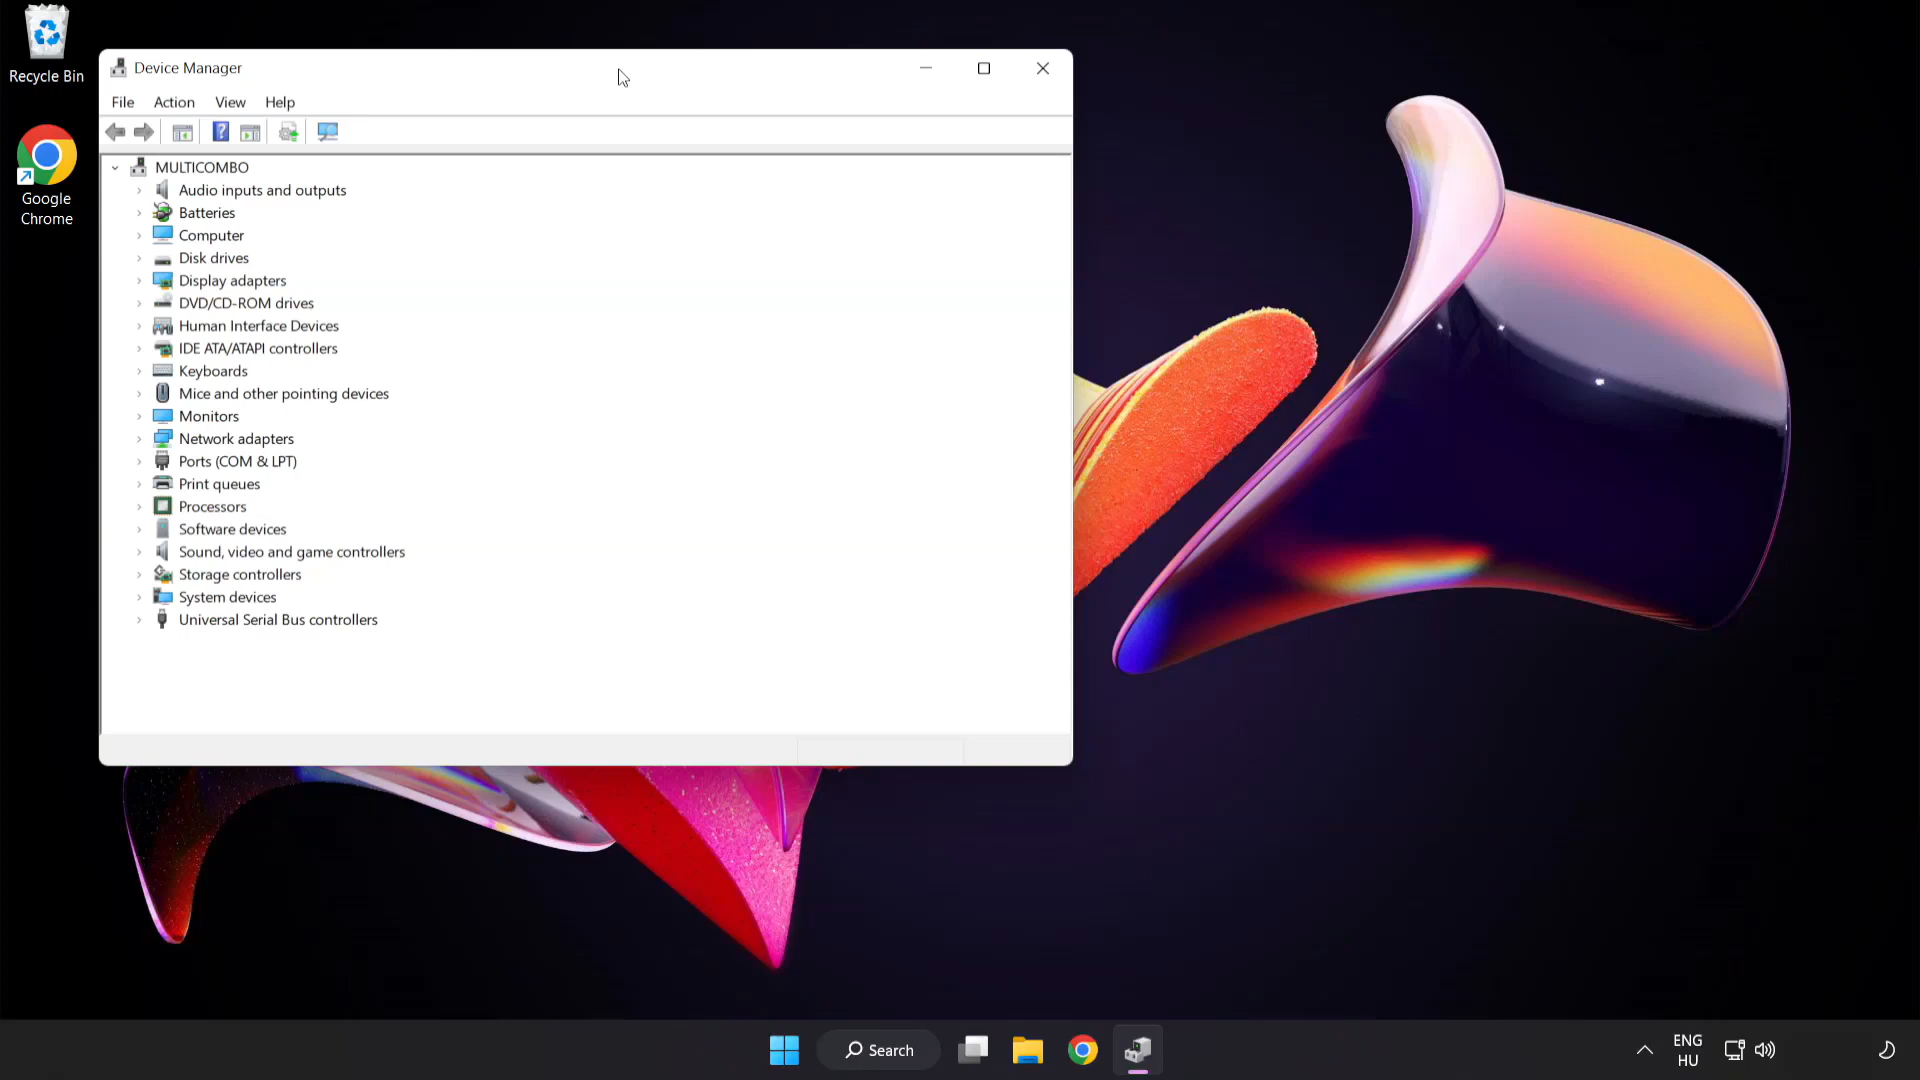 Recycle Bin
Google
Chrome
Device Manager
File Action View Help
MULTICOMBO
Audio inputs and outputs
Batteries
Computer
Disk drives
Display adapters
DVD/CD-ROM drives
Human Interface Devices
IDE ATA/ATAPI controllers
Keyboards
Mice and other pointing devices
Monitors
Network adapters
Ports (COM & LPT)
Print queues
Processors
Software devices
Sound, video and game controllers
Storage controllers
System devices
Universal Serial Bus controllers
Search
ENG
HU